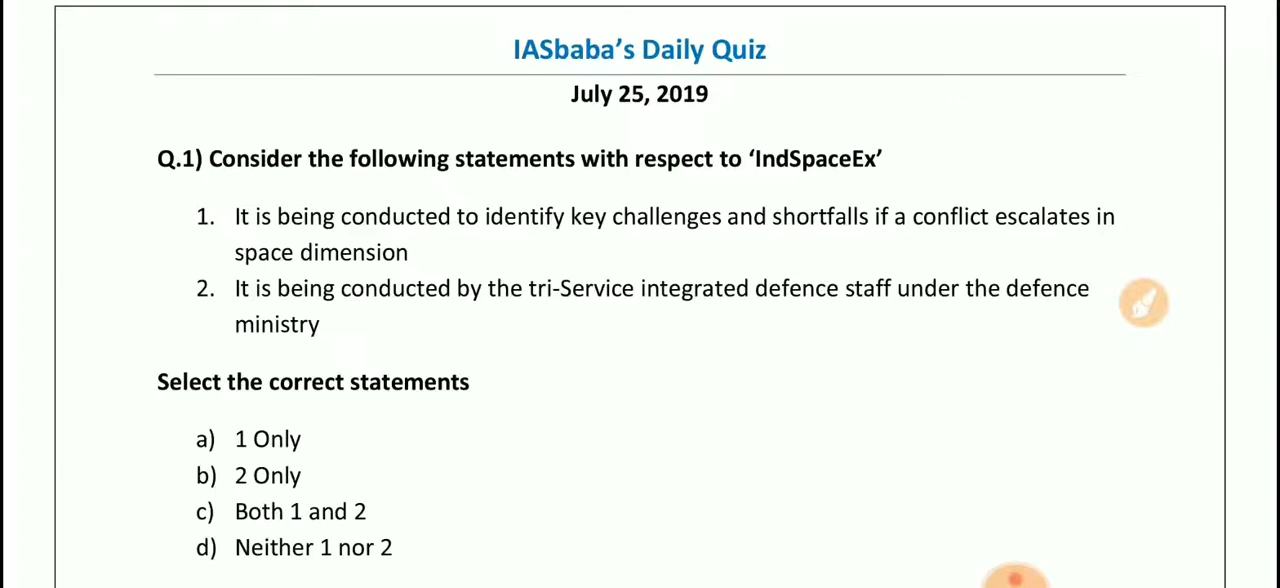 IASbaba’s Daily Quiz
July 25, 2019
Q.1) Consider the following statements with respect to ‘IndSpaceEx’
1. It is being conducted to identify key challenges and shortfalls if a conflict escalates in
space dimension
2. It is being conducted by the tri-Service integrated defence staff under the defence
ministry
Select the correct statements
a) 1 Only
b) 2 Only
c) Both 1 and 2
d) Neither 1 nor 2